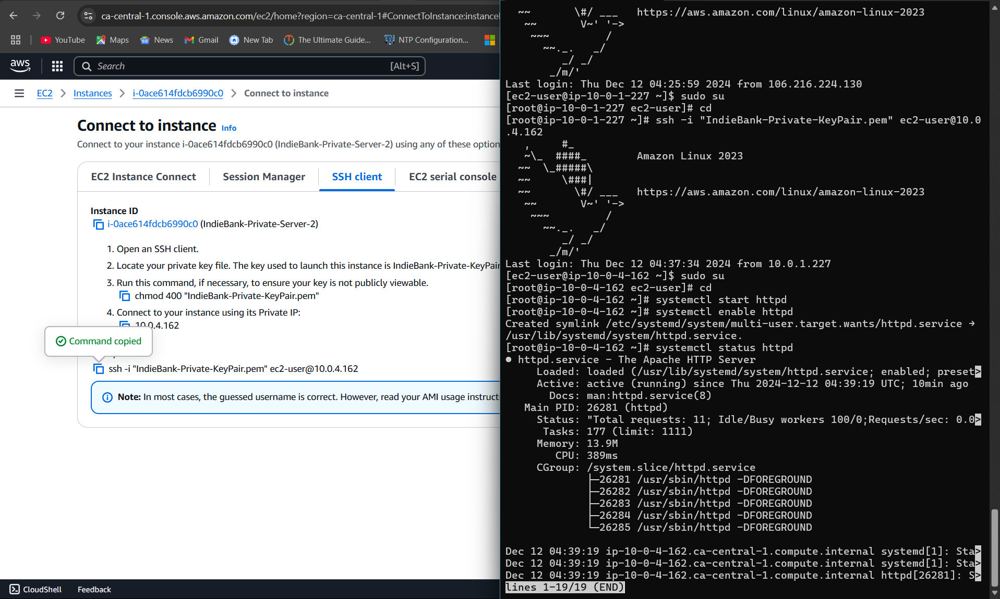 ca-central-1.console.aws.amazon.com/ec2/home?region=ca-central-1#ConnectToInstance:instanceI
YouTube
Maps
News
Gmail
New Tab
The Ultimate Guide...
NTP Configuration...
aws
Search
[Alt+S]
EC2
Instances
i-0ace614fdcb6990c0
Connect to instance
Connect to instance Info
Connect to your instance i-0ace614fdcb6990c0 (IndieBank-Private-Server-2) using any of these option
EC2 Instance Connect
Session Manager
SSH client
EC2 serial console
Instance ID
i-0ace614fdcb6990c0 (IndieBank-Private-Server-2)
1. Open an SSH client.
2. Locate your private key file. The key used to launch this instance is IndieBank-Private-KeyPair
3. Run this command, if necessary, to ensure your key is not publicly viewable.
chmod 400 "IndieBank-Private-KeyPair.pem"
4. Connect to your instance using its Private IP:
10.0.4.162
Command copied
ssh -i "IndieBank-Private-KeyPair.pem" ec2-user@10.0.4.162
Note: In most cases, the guessed username is correct. However, read your AMI usage instructi
CloudShell
Feedback
~~       \#/ ___   https://aws.amazon.com/linux/amazon-linux-2023
   ~~       V~' '->
    ~~~         /
      ~~._.   _/
         _/ _/
       _/m/'
Last login: Thu Dec 12 04:25:59 2024 from 106.216.224.130
[ec2-user@ip-10-0-1-227 ~]$ sudo su
[root@ip-10-0-1-227 ec2-user]# cd
[root@ip-10-0-1-227 ~]# ssh -i "IndieBank-Private-KeyPair.pem" ec2-user@10.0
.4.162
   ,     #_
   ~\_  ####_        Amazon Linux 2023
  ~~  \_#####\
  ~~     \###|
  ~~       \#/ ___   https://aws.amazon.com/linux/amazon-linux-2023
   ~~       V~' '->
    ~~~         /
      ~~._.   _/
         _/ _/
       _/m/'
Last login: Thu Dec 12 04:37:34 2024 from 10.0.1.227
[ec2-user@ip-10-0-4-162 ~]$ sudo su
[root@ip-10-0-4-162 ec2-user]# cd
[root@ip-10-0-4-162 ~]# systemctl start httpd
[root@ip-10-0-4-162 ~]# systemctl enable httpd
Created symlink /etc/systemd/system/multi-user.target.wants/httpd.service →
/usr/lib/systemd/system/httpd.service.
[root@ip-10-0-4-162 ~]# systemctl status httpd
● httpd.service - The Apache HTTP Server
     Loaded: loaded (/usr/lib/systemd/system/httpd.service; enabled; preset>
     Active: active (running) since Thu 2024-12-12 04:39:19 UTC; 10min ago
       Docs: man:httpd.service(8)
   Main PID: 26281 (httpd)
     Status: "Total requests: 11; Idle/Busy workers 100/0;Requests/sec: 0.0>
      Tasks: 177 (limit: 1111)
     Memory: 13.9M
        CPU: 389ms
     CGroup: /system.slice/httpd.service
             ├─26281 /usr/sbin/httpd -DFOREGROUND
             ├─26282 /usr/sbin/httpd -DFOREGROUND
             ├─26283 /usr/sbin/httpd -DFOREGROUND
             ├─26284 /usr/sbin/httpd -DFOREGROUND
             └─26285 /usr/sbin/httpd -DFOREGROUND
Dec 12 04:39:19 ip-10-0-4-162.ca-central-1.compute.internal systemd[1]: Sta>
Dec 12 04:39:19 ip-10-0-4-162.ca-central-1.compute.internal systemd[1]: Sta>
Dec 12 04:39:19 ip-10-0-4-162.ca-central-1.compute.internal httpd[26281]: S>
lines 1-19/19 (END)